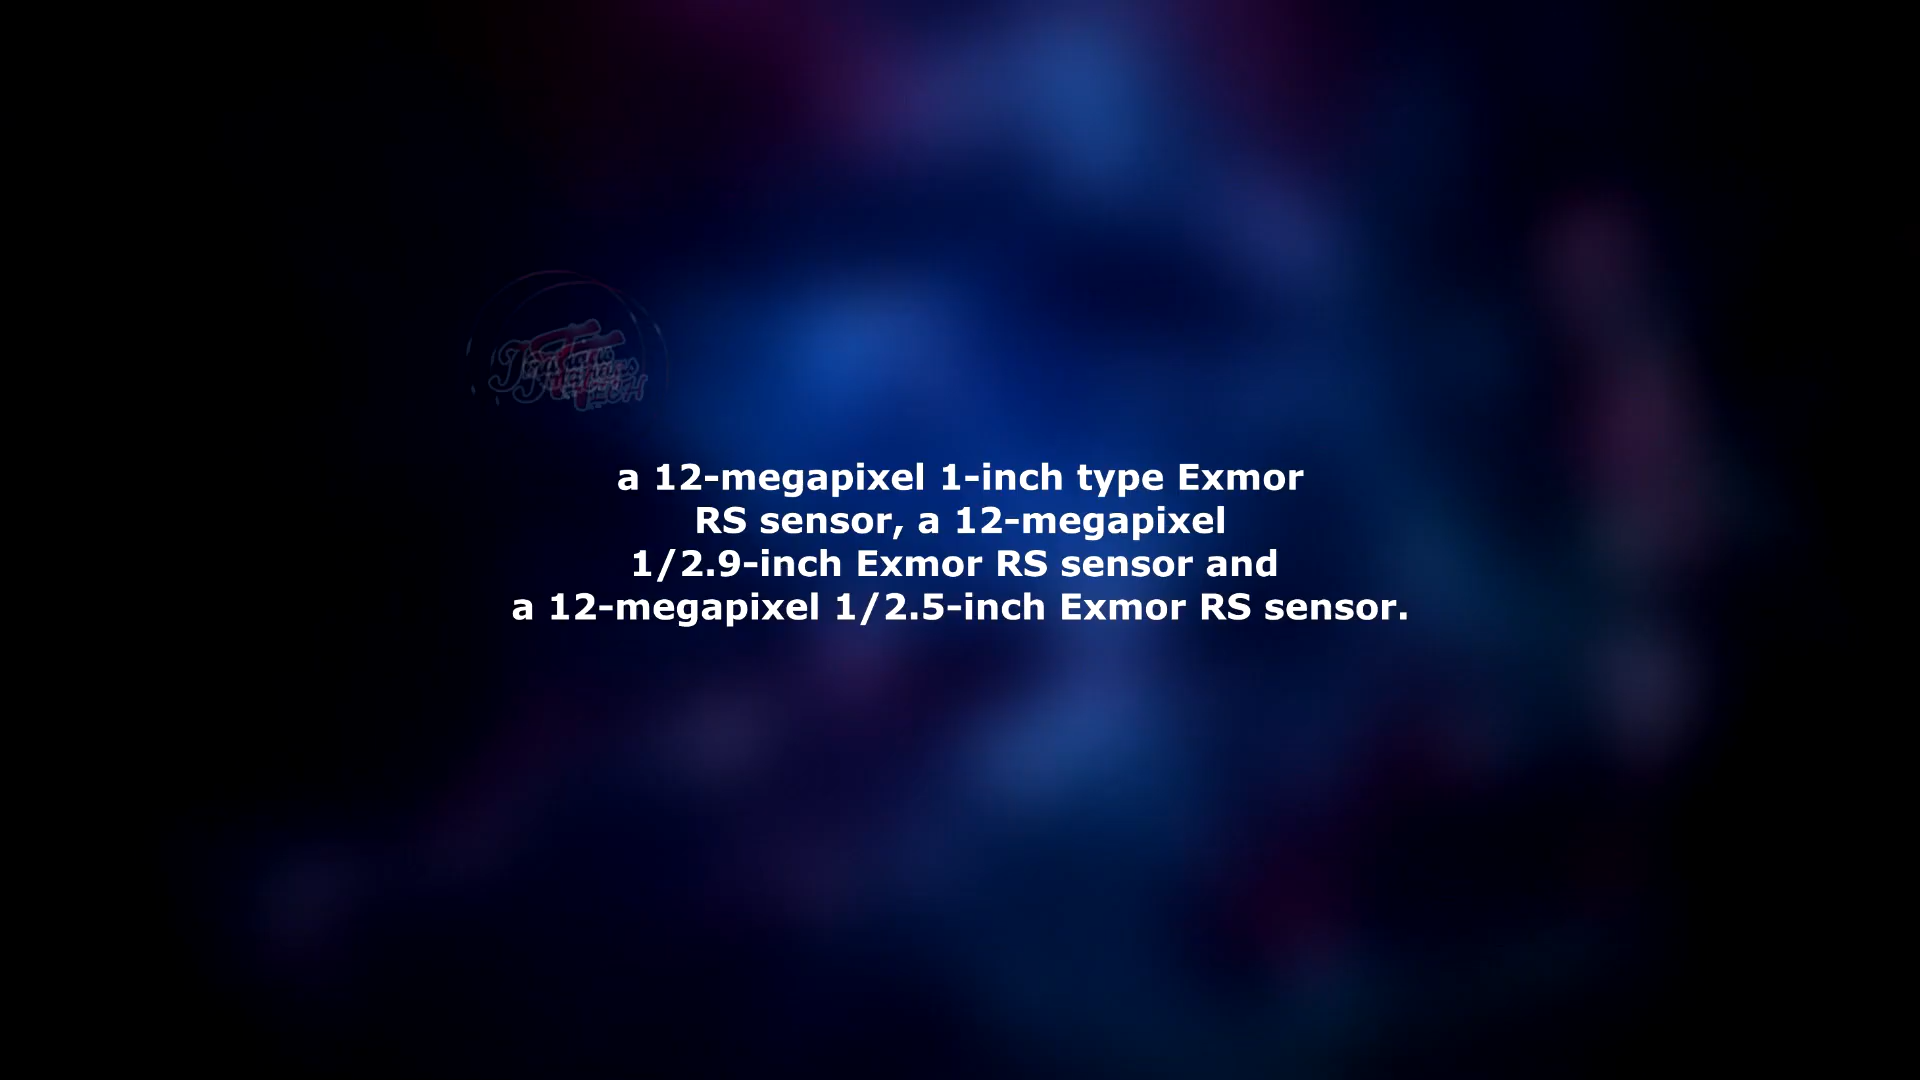 a 12-megapixel 1-inch type Exmor
RS sensor, a 12-megapixel
1/2.9-inch Exmor RS sensor and
a 12-megapixel 1/2.5-inch Exmor RS sensor.